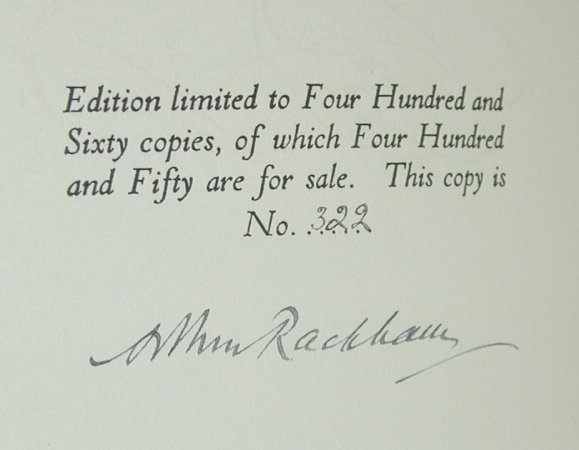 Edition limited to Four Hundred and
Sixty copies, of which Four Hundred
and Fifty are for sale. This copy is
No. 322
Arthur Rackham